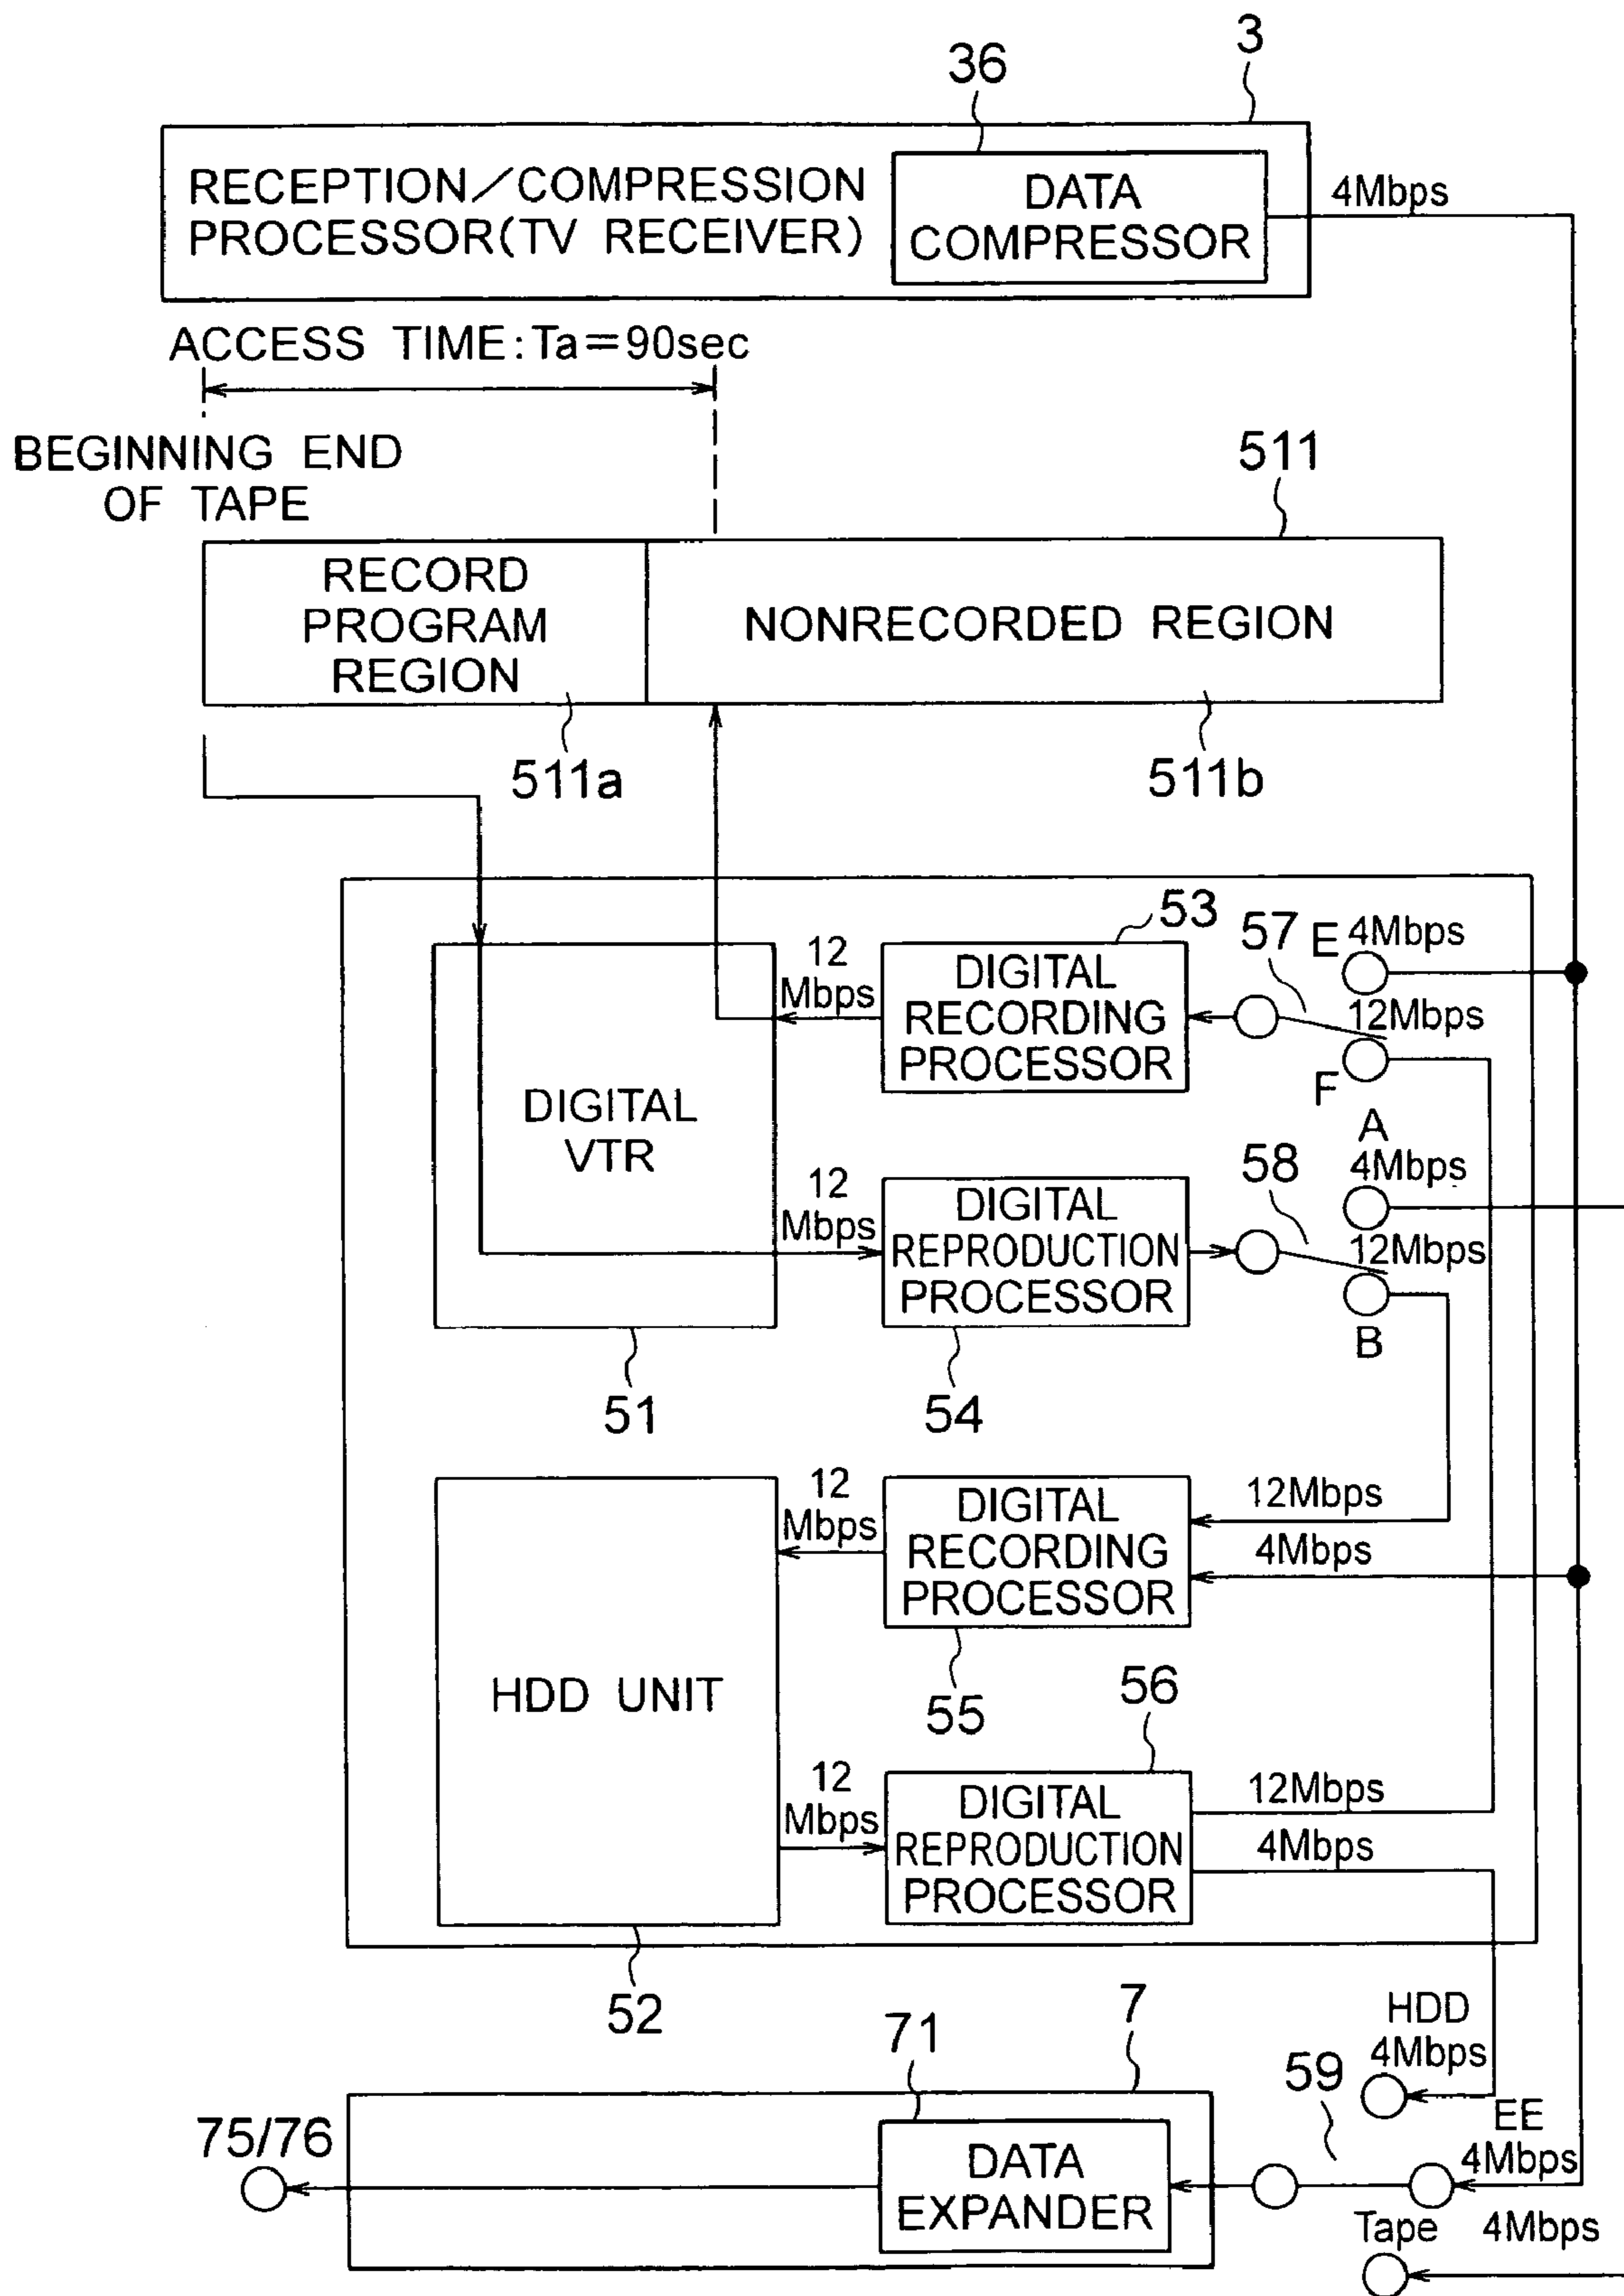 3
36
RECEPTION/COMPRESSION
PROCESSOR(TV RECEIVER)
DATA
COMPRESSOR
4Mbps
ACCESS TIME:Ta=90sec
BEGINNING END
OF TAPE
511
RECORD
PROGRAM
REGION
NONRECORDED REGION
511a
511b
53
57
E
4Mbps
12
Mbps
DIGITAL
RECORDING
PROCESSOR
12Mbps
F
DIGITAL
VTR
A
4Mbps
58
12
Mbps
DIGITAL
REPRODUCTION
PROCESSOR
12Mbps
B
51
54
12
Mbps
DIGITAL
RECORDING
PROCESSOR
12Mbps
4Mbps
HDD UNIT
55
56
12
Mbps
DIGITAL
REPRODUCTION
PROCESSOR
12Mbps
4Mbps
52
7
71
HDD
4Mbps
59
75/76
DATA
EXPANDER
EE
4Mbps
Tape
4Mbps